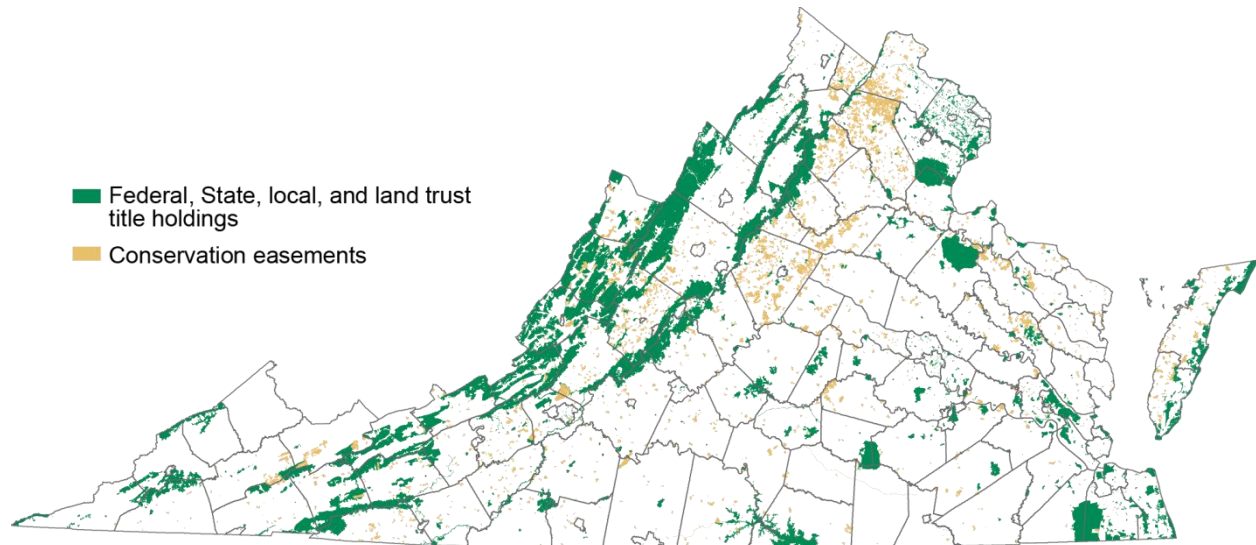 Federal, State, local, and land trust
title holdings
Conservation easements